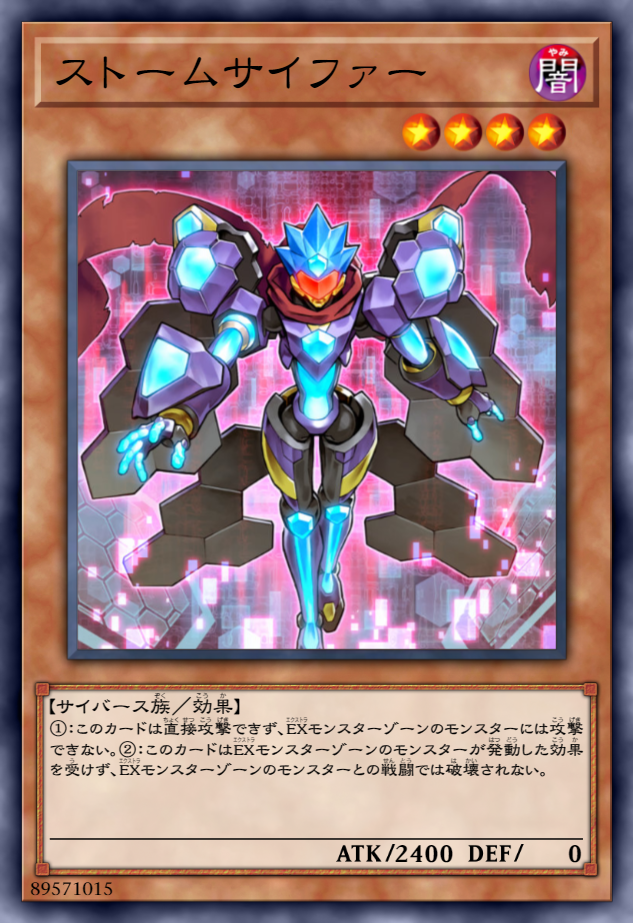 ストームサイファー
闇
【サイバース族／効果】
①：このカードは直接攻撃できず、EXモンスターゾーンのモンスターには攻撃
できない。②：このカードはEXモンスターゾーンのモンスターが発動した効果
を受けず、EXモンスターゾーンのモンスターとの戦闘では破壊されない。
ATK/2400 DEF/ 0
89571015